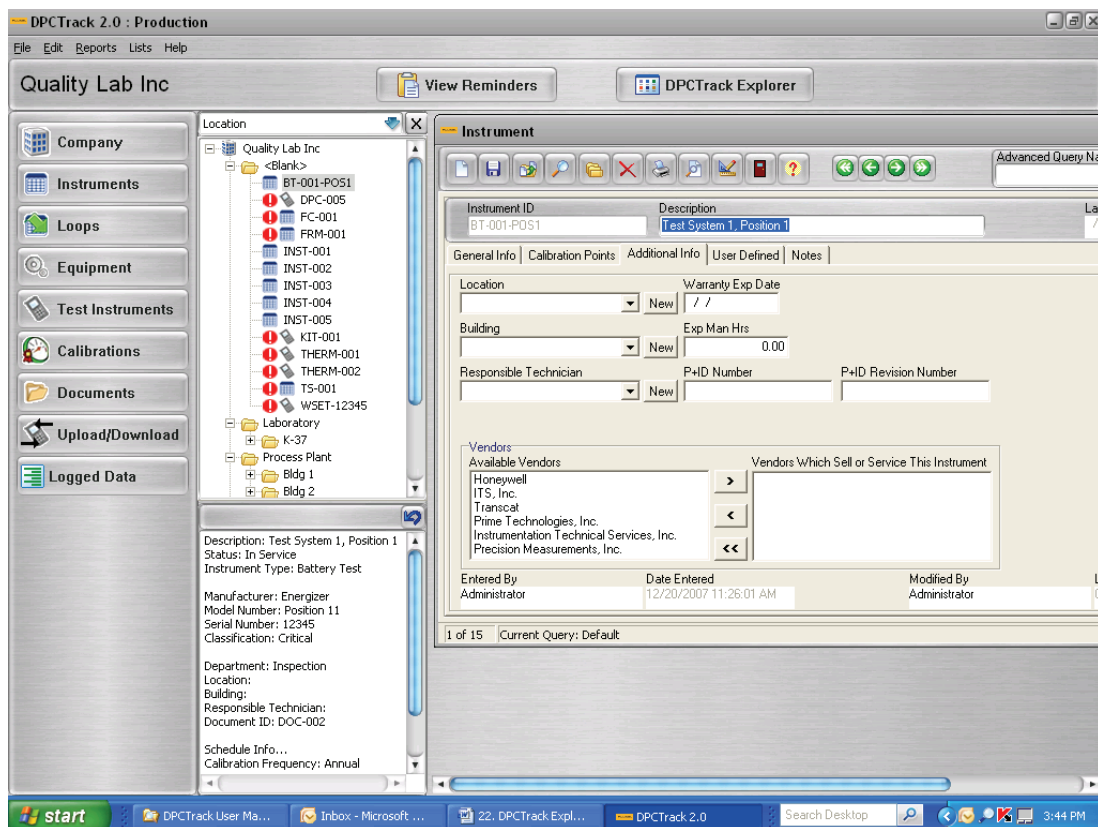 DPCTrack 2.0 : Production
File Edit Reports Lists Help
Quality Lab Inc
View Reminders
DPCTrack Explorer
Company
Instruments
Loops
Equipment
Test Instruments
Calibrations
Documents
Upload/Download
Logged Data
Location
Quality Lab Inc
<Blank>
BT-001-POS1
DPC-005
FC-001
FRM-001
INST-001
INST-002
INST-003
INST-004
INST-005
KIT-001
THERM-001
THERM-002
TS-001
WSET-12345
Laboratory
K-37
Process Plant
Bldg 1
Bldg 2
Description: Test System 1, Position 1
Status: In Service
Instrument Type: Battery Test
Manufacturer: Energizer
Model Number: Position 11
Serial Number: 12345
Classification: Critical
Department: Inspection
Location:
Building:
Responsible Technician:
Document ID: DOC-002
Schedule Info...
Calibration Frequency: Annual
Instrument
Advanced Query Na
Instrument ID Description La
BT-001-POS1 Test System 1, Position 1 /
General Info Calibration Points Additional Info User Defined Notes
Location Warranty Exp Date
New / /
Building Exp Man Hrs
New 0.00
Responsible Technician P+ID Number P+ID Revision Number
New
Vendors
Available Vendors Vendors Which Sell or Service This Instrument
Honeywell
ITS, Inc.
Transcat
Prime Technologies, Inc.
Instrumentation Technical Services, Inc.
Precision Measurements, Inc.
>
<
<<
Entered By Date Entered Modified By L
Administrator 12/20/2007 11:26:01 AM Administrator 0
1 of 15 Current Query: Default
start DPCTrack User Ma... Inbox - Microsoft ... 22. DPCTrack Expl... DPCTrack 2.0 Search Desktop 3:44 PM